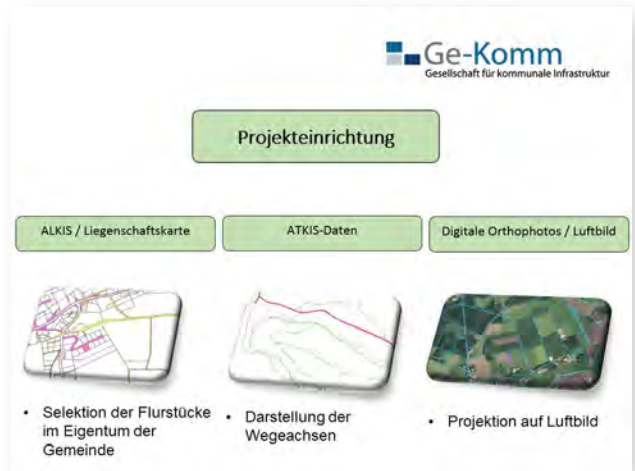 Ge-Komm
Gesellschaft für kommunale Infrastruktur
Projekteinrichtung
ALKIS / Liegenschaftskarte
ATKIS-Daten
Digitale Orthophotos / Luftbild
• Selektion der Flurstücke
im Eigentum der
Gemeinde
• Darstellung der
Wegeachsen
• Projektion auf Luftbild